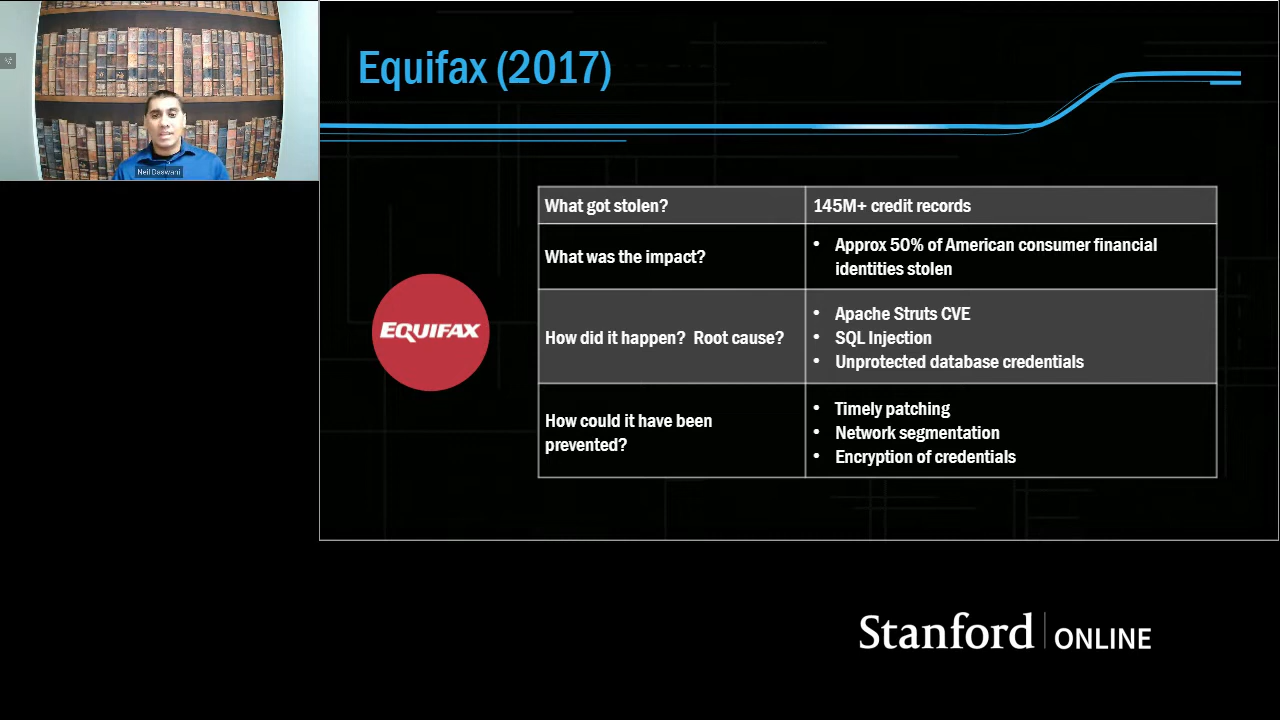 Neil Daswani
Equifax (2017)
EQUIFAX
What got stolen?
145M+ credit records
What was the impact?
• Approx 50% of American consumer financial
identities stolen
How did it happen? Root cause?
• Apache Struts CVE
• SQL Injection
• Unprotected database credentials
How could it have been
prevented?
• Timely patching
• Network segmentation
• Encryption of credentials
Stanford ONLINE